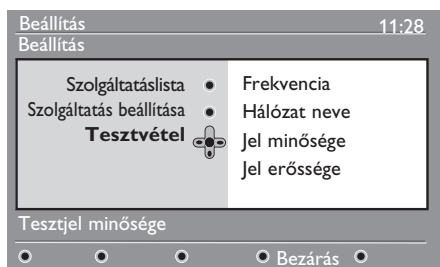 Beállítás 11:28
Beállítás
Szolgáltatáslista
Szolgáltatás beállítása
Tesztvétel
Frekvencia
Hálózat neve
Jel minősége
Jel erőssége
Tesztjel minősége
Bezárás